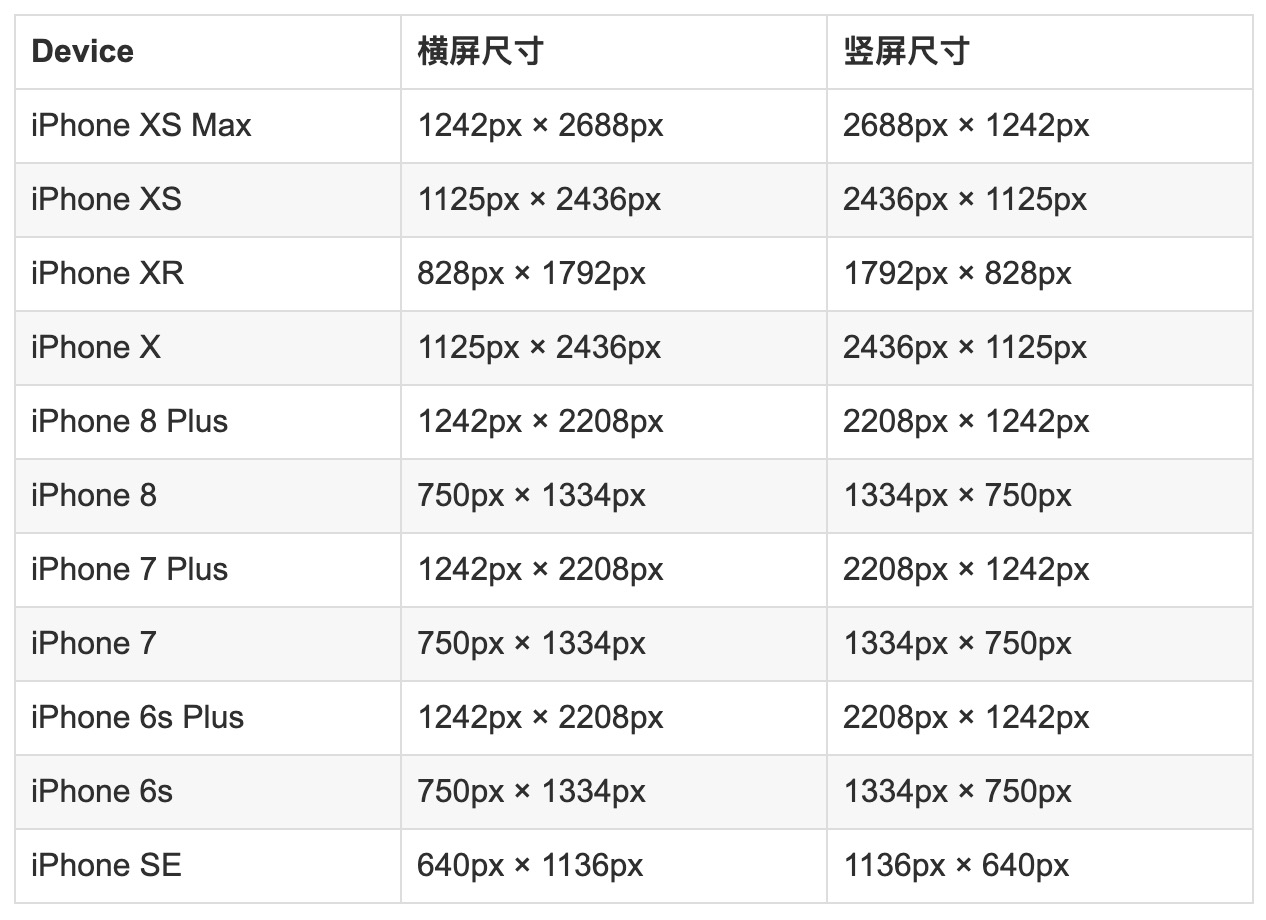 Device 横屏尺寸 竖屏尺寸
iPhone XS Max 1242px × 2688px 2688px × 1242px
iPhone XS 1125px × 2436px 2436px × 1125px
iPhone XR 828px × 1792px 1792px × 828px
iPhone X 1125px × 2436px 2436px × 1125px
iPhone 8 Plus 1242px × 2208px 2208px × 1242px
iPhone 8 750px × 1334px 1334px × 750px
iPhone 7 Plus 1242px × 2208px 2208px × 1242px
iPhone 7 750px × 1334px 1334px × 750px
iPhone 6s Plus 1242px × 2208px 2208px × 1242px
iPhone 6s 750px × 1334px 1334px × 750px
iPhone SE 640px × 1136px 1136px × 640px